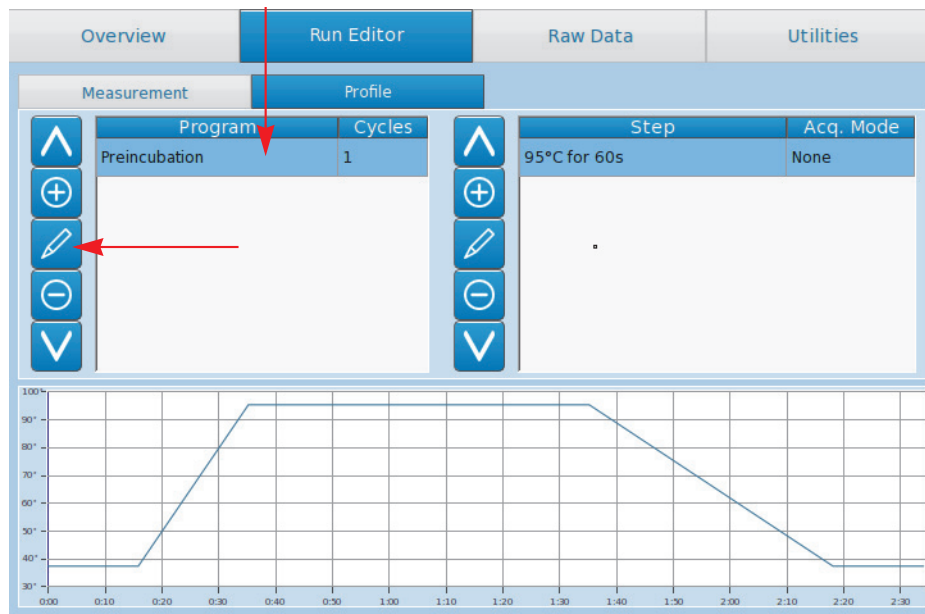 Overview Run Editor Raw Data Utilities
Measurement Profile
Program Cycles Step Acq. Mode
Preincubation 1 95°C for 60s None
100°
90°
80°
70°
60°
50°
40°
30°
0:00 0:10 0:20 0:30 0:40 0:50 1:00 1:10 1:20 1:30 1:40 1:50 2:00 2:10 2:20 2:30